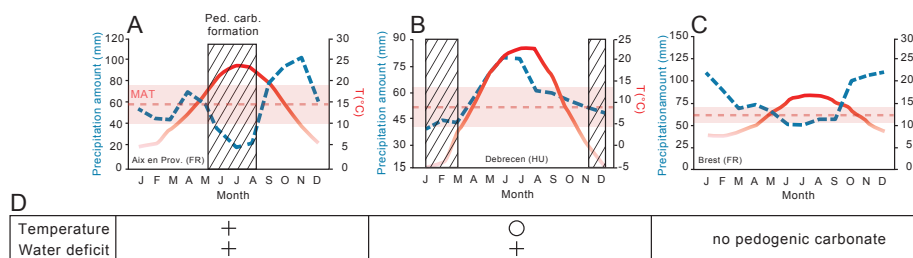 A
Ped. carb.
formation
Precipitation amount (mm)
120
100
80
60
40
20
0
MAT
Aix en Prov. (FR)
30
25
20
15
10
5
0
J F M A M J J A S O N D
Month
B
Precipitation amount (mm)
90
75
60
45
30
15
Debrecen (HU)
25
20
15
10
5
0
-5
T(°C)
J F M A M J J A S O N D
Month
C
Precipitation amount (mm)
150
125
100
75
50
25
0
Brest (FR)
30
25
20
15
10
5
0
T(°C)
J F M A M J J A S O N D
Month
D
Temperature + ○ no pedogenic carbonate
Water deficit + +